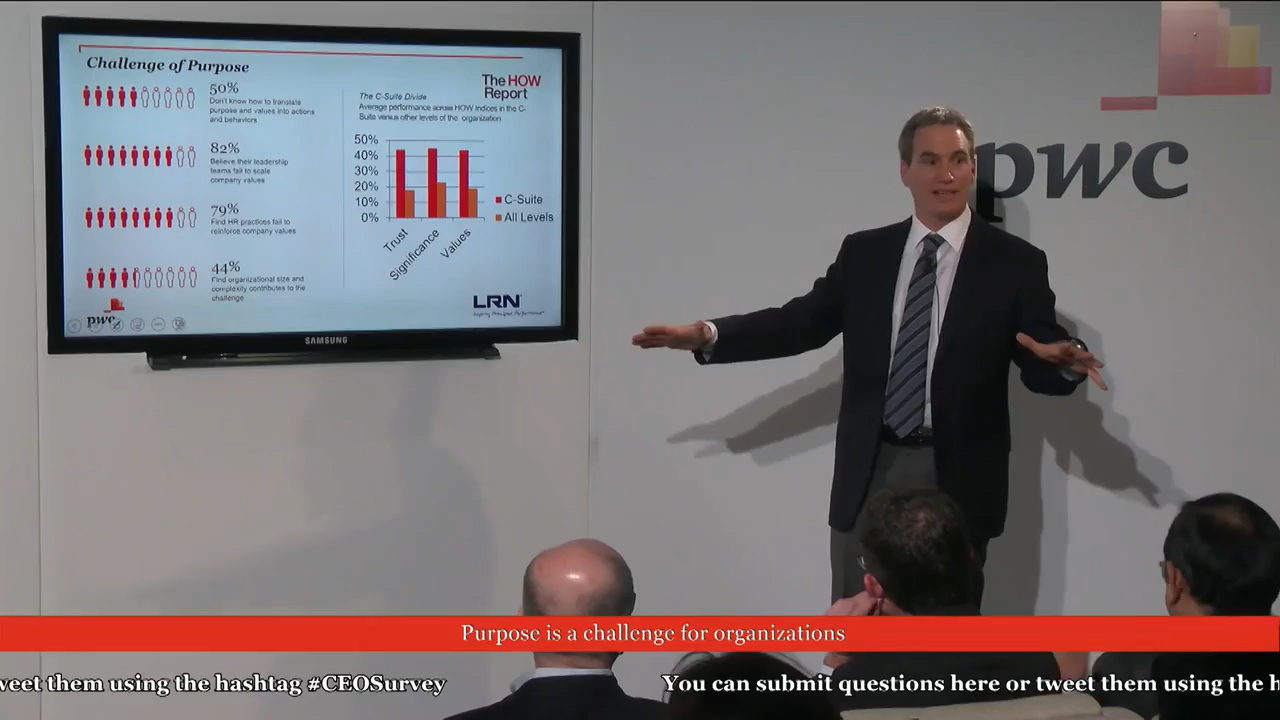 Challenge of Purpose
50%
Don't know how to translate
purpose and values into actions
and behaviors
82%
Believe their leadership
teams fail to scale
company values
79%
Find HR practices fail to
reinforce company values
44%
Find organizational size and
complexity contributes to the
challenge
pwc
The HOW
Report
The C-Suite Divide
Average performance across HOW indices in the C-
Suite versus other levels of the organization
50%
40%
30%
20%
10%
0%
Trust
Significance
Values
C-Suite
All Levels
LRN
Inspiring Principled Performance
SAMSUNG
pwc
Purpose is a challenge for organizations
weet them using the hashtag #CEOSurvey
You can submit questions here or tweet them using the h